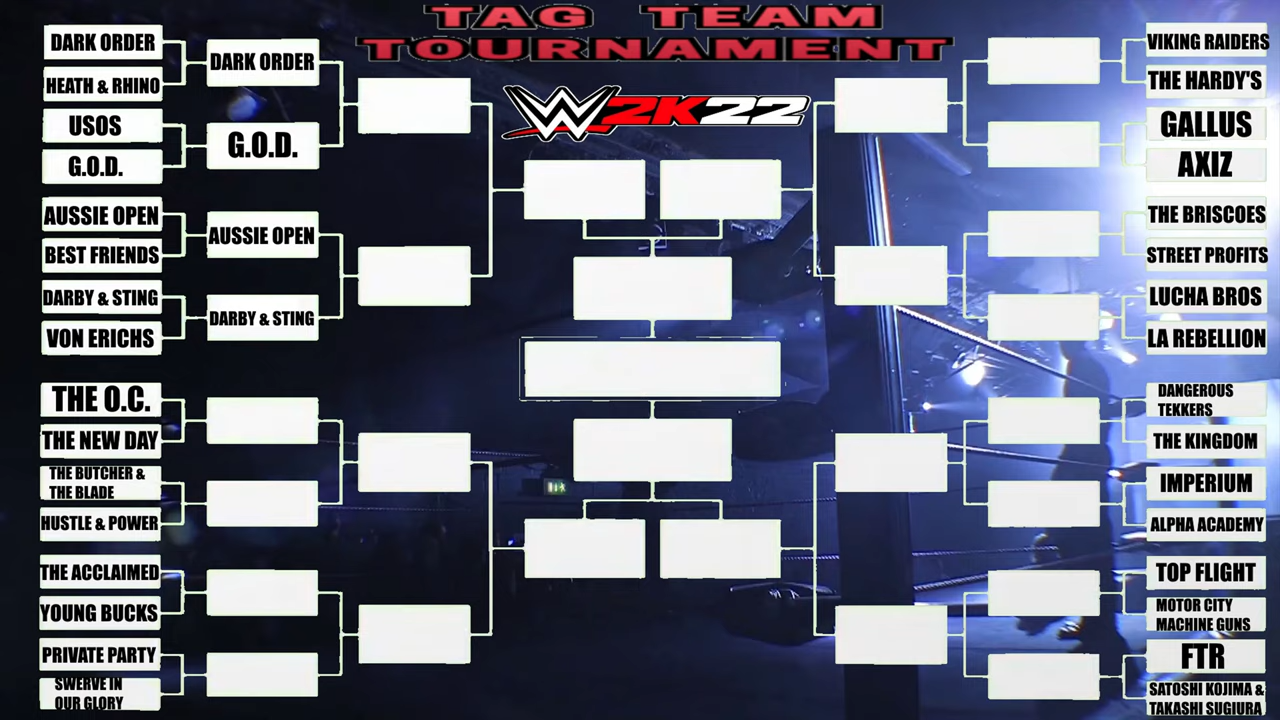 TAG TEAM
TOURNAMENT
W 2K22
DARK ORDER
HEATH & RHINO
USOS
G.O.D.
AUSSIE OPEN
BEST FRIENDS
DARBY & STING
VON ERICHS
THE O.C.
THE NEW DAY
THE BUTCHER &
THE BLADE
HUSTLE & POWER
THE ACCLAIMED
YOUNG BUCKS
PRIVATE PARTY
SWERVE IN
OUR GLORY
DARK ORDER
G.O.D.
AUSSIE OPEN
DARBY & STING
VIKING RAIDERS
THE HARDY'S
GALLUS
AXIZ
THE BRISCOES
STREET PROFITS
LUCHA BROS
LA REBELLION
DANGEROUS
TEKKERS
THE KINGDOM
IMPERIUM
ALPHA ACADEMY
TOP FLIGHT
MOTOR CITY
MACHINE GUNS
FTR
SATOSHI KOJIMA &
TAKASHI SUGIURA